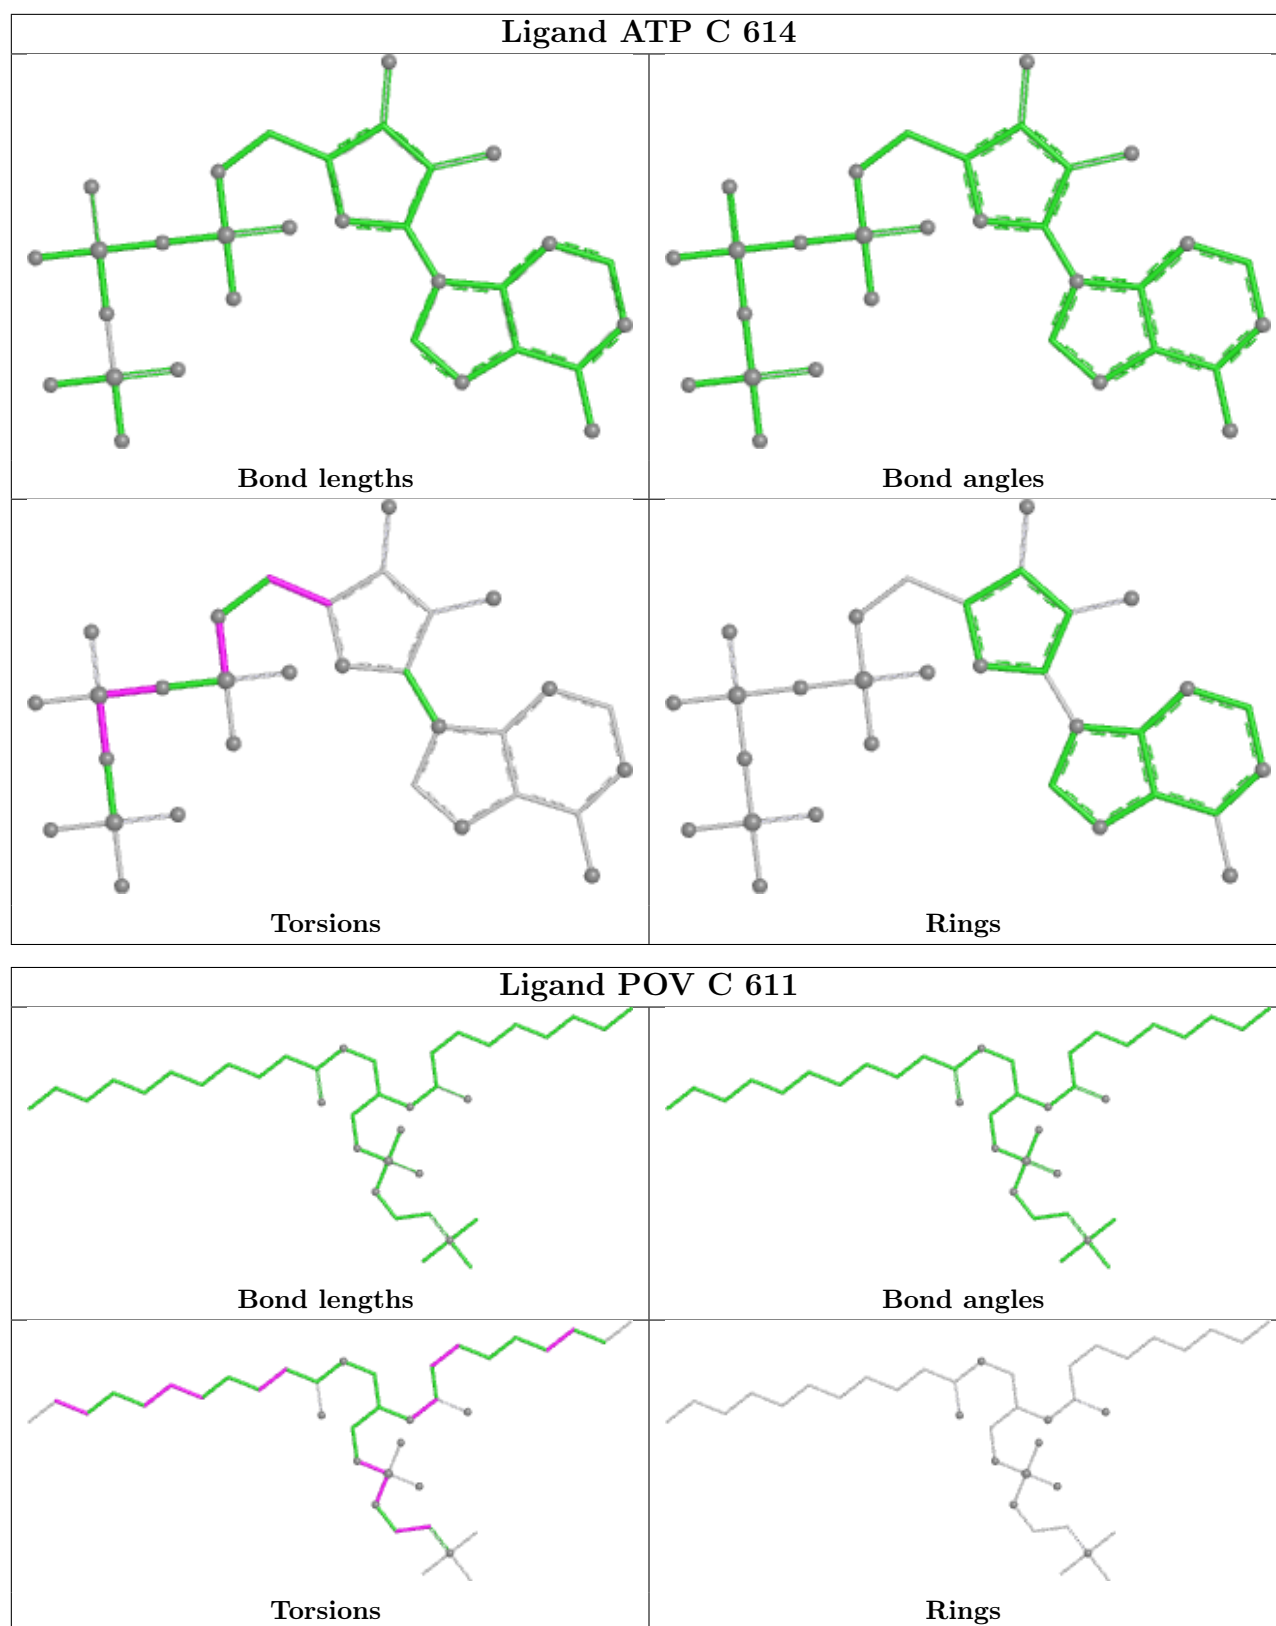 Ligand ATP C 614
Bond lengths
Bond angles
Torsions
Rings
Ligand POV C 611
Bond lengths
Bond angles
Torsions
Rings